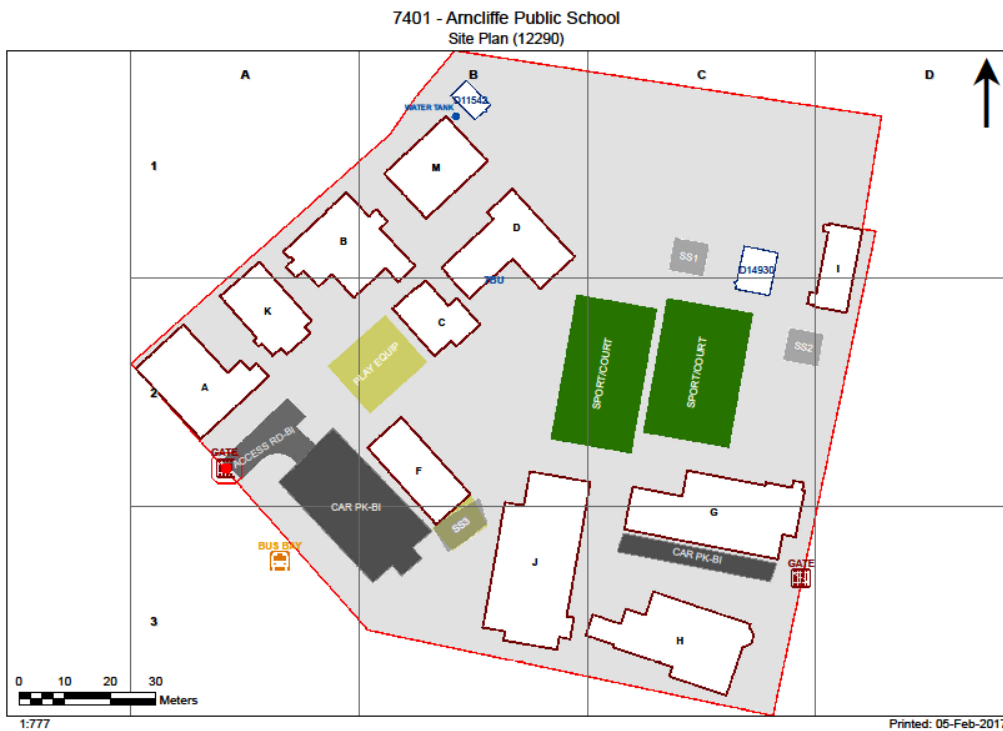 7401 - Arncliffe Public School
Site Plan (12290)
A
B
C
D
D11542
WATER TANK
1
M
D
B
SS1
D14930
I
TBU
K
C
SS2
PLAY EQUIP
SPORT/COURT
SPORT/COURT
A
2
ACCESS RD-BI
GATE
F
CAR PK-BI
G
SS3
BUS BAY
J
CAR PK-BI
GATE
3
H
0 10 20 30
Meters
1:777
Printed: 05-Feb-2017